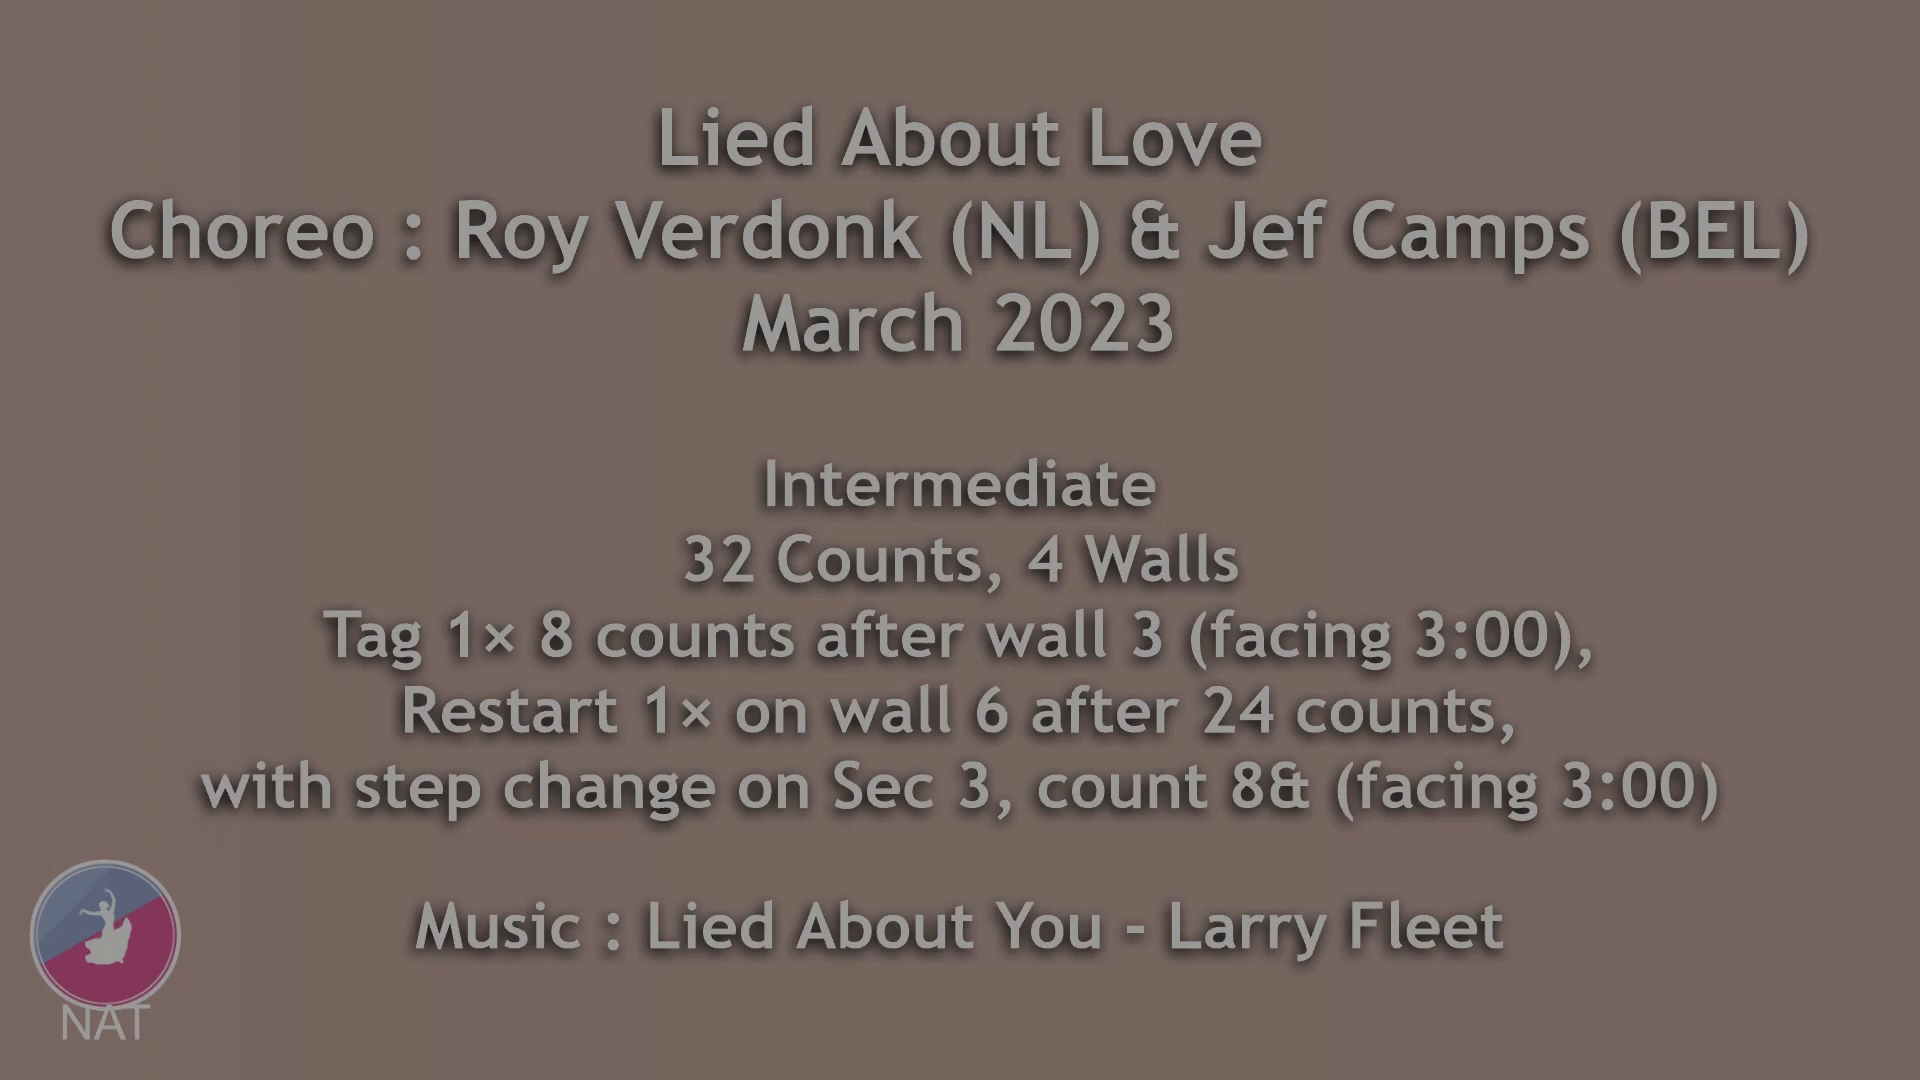 Lied About Love
Choreo : Roy Verdonk (NL) & Jef Camps (BEL)
March 2023
Intermediate
32 Counts, 4 Walls
Tag 1× 8 counts after wall 3 (facing 3:00),
Restart 1× on wall 6 after 24 counts,
with step change on Sec 3, count 8& (facing 3:00)
Music : Lied About You - Larry Fleet
NAT